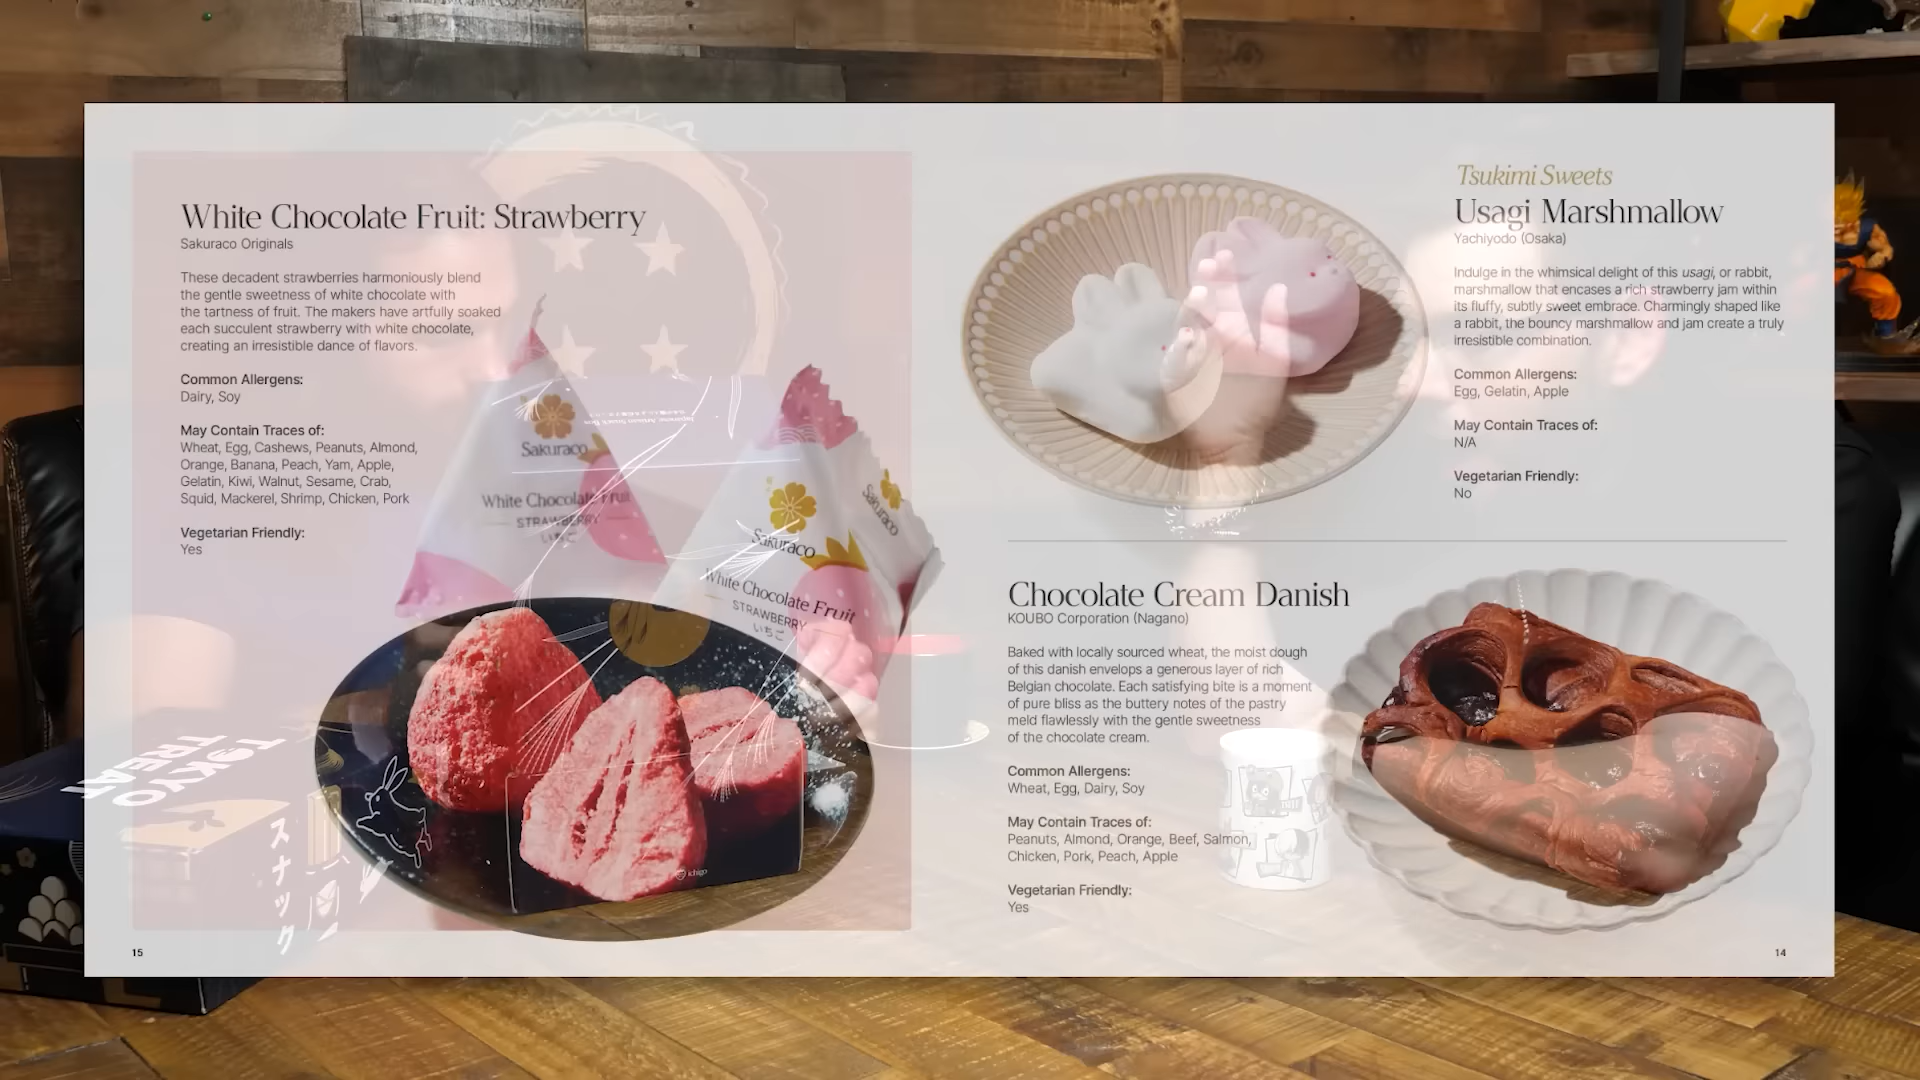 White Chocolate Fruit: Strawberry
Sakuraco Originals
These decadent strawberries harmoniously blend
the gentle sweetness of white chocolate with
the tartness of fruit. The makers have artfully soaked
each succulent strawberry with white chocolate,
creating an irresistible dance of flavors.
Common Allergens:
Dairy, Soy
May Contain Traces of:
Wheat, Egg, Cashews, Peanuts, Almond,
Orange, Banana, Peach, Yam, Apple,
Gelatin, Kiwi, Walnut, Sesame, Crab,
Squid, Mackerel, Shrimp, Chicken, Pork
Vegetarian Friendly:
Yes
Sakuraco
White Chocolate Fruit
STRAWBERRY
いちご
Sakuraco
White Chocolate Fruit
STRAWBERRY
いちご
Sakuraco
TOKYO
TREAT
スナック
ichigo
15
Tsukimi Sweets
Usagi Marshmallow
Yachiyodo (Osaka)
Indulge in the whimsical delight of this usagi, or rabbit,
marshmallow that encases a rich strawberry jam within
its fluffy, subtly sweet embrace. Charmingly shaped like
a rabbit, the bouncy marshmallow and jam create a truly
irresistible combination.
Common Allergens:
Egg, Gelatin, Apple
May Contain Traces of:
N/A
Vegetarian Friendly:
No
Chocolate Cream Danish
KOUBO Corporation (Nagano)
Baked with locally sourced wheat, the moist dough
of this danish envelops a generous layer of rich
Belgian chocolate. Each satisfying bite is a moment
of pure bliss as the buttery notes of the pastry
meld flawlessly with the gentle sweetness
of the chocolate cream.
Common Allergens:
Wheat, Egg, Dairy, Soy
May Contain Traces of:
Peanuts, Almond, Orange, Beef, Salmon,
Chicken, Pork, Peach, Apple
Vegetarian Friendly:
Yes
14